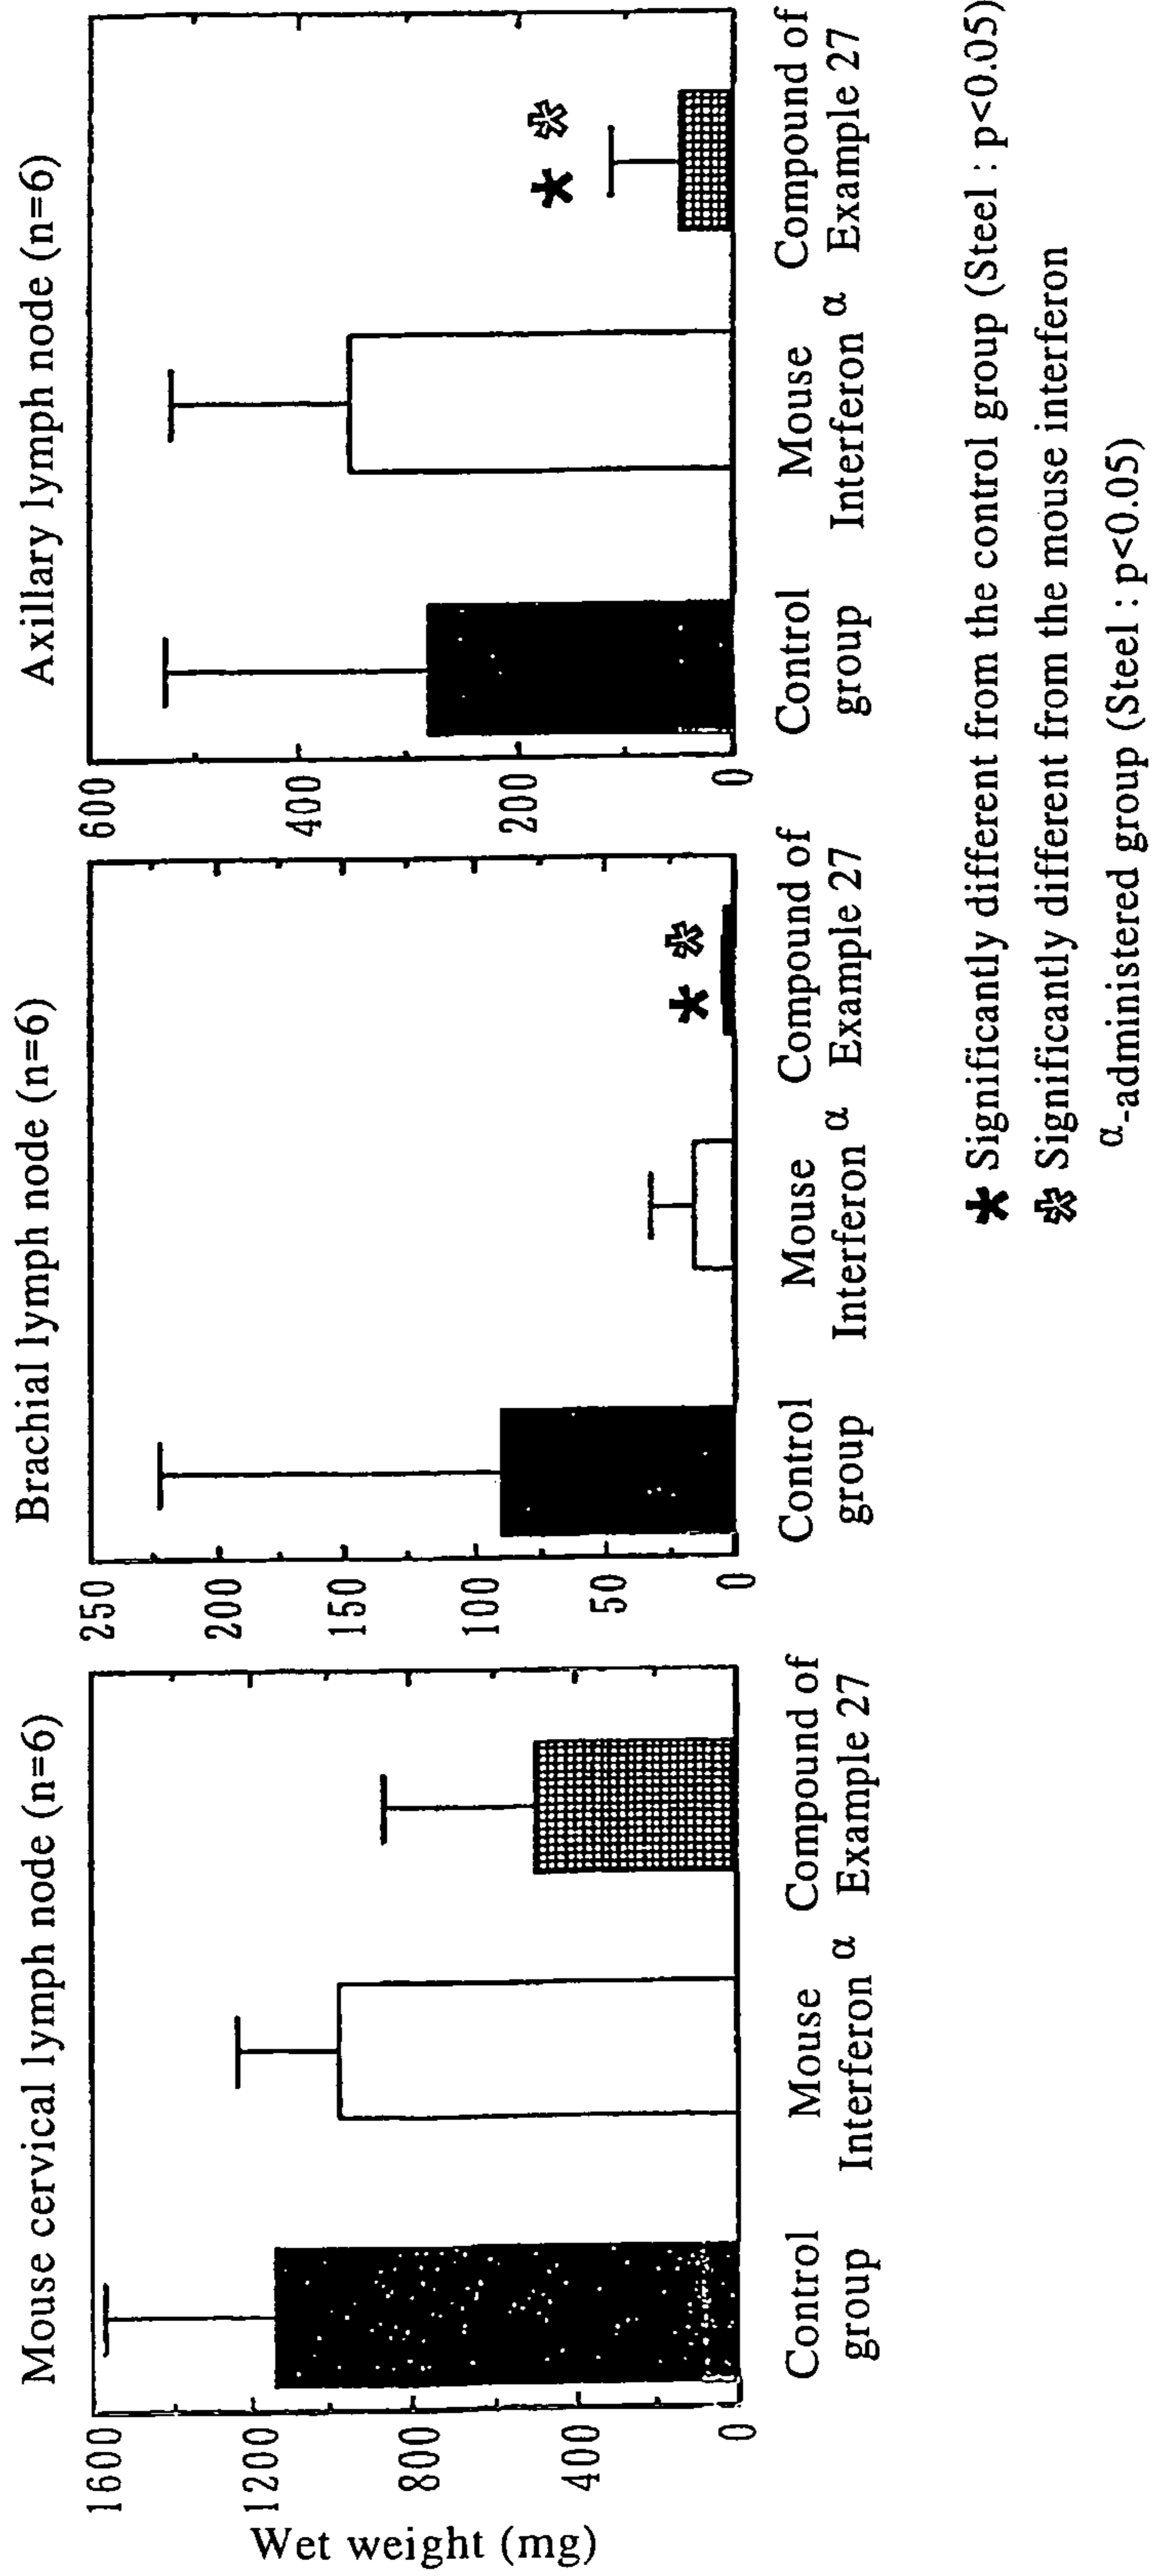 Mouse cervical lymph node (n=6)
Wet weight (mg)
1600
1200
800
400
0
Control
group
Mouse
Interferon α
Compound of
Example 27
Brachial lymph node (n=6)
250
200
150
100
50
0
Control
group
Mouse
Interferon α
Compound of
Example 27
Axillary lymph node (n=6)
600
400
200
0
Control
group
Mouse
Interferon α
Compound of
Example 27
* Significantly different from the control group (Steel : p<0.05)
* Significantly different from the mouse interferon
α-administered group (Steel : p<0.05)